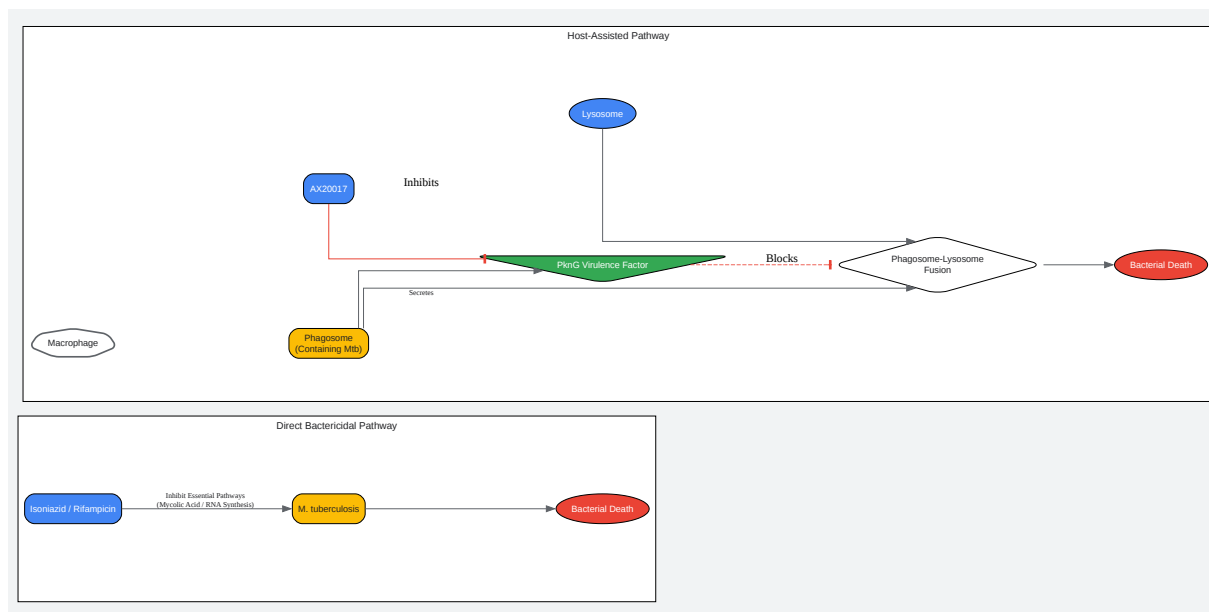 Host-Assisted Pathway
Lysosome
AX20017
Inhibits
PknG Virulence Factor
Blocks
Phagosome-Lysosome
Fusion
Bacterial Death
Secretes
Macrophage
Phagosome
(Containing Mtb)
Direct Bactericidal Pathway
Isoniazid / Rifampicin
Inhibit Essential Pathways
(Mycolic Acid / RNA Synthesis)
M. tuberculosis
Bacterial Death